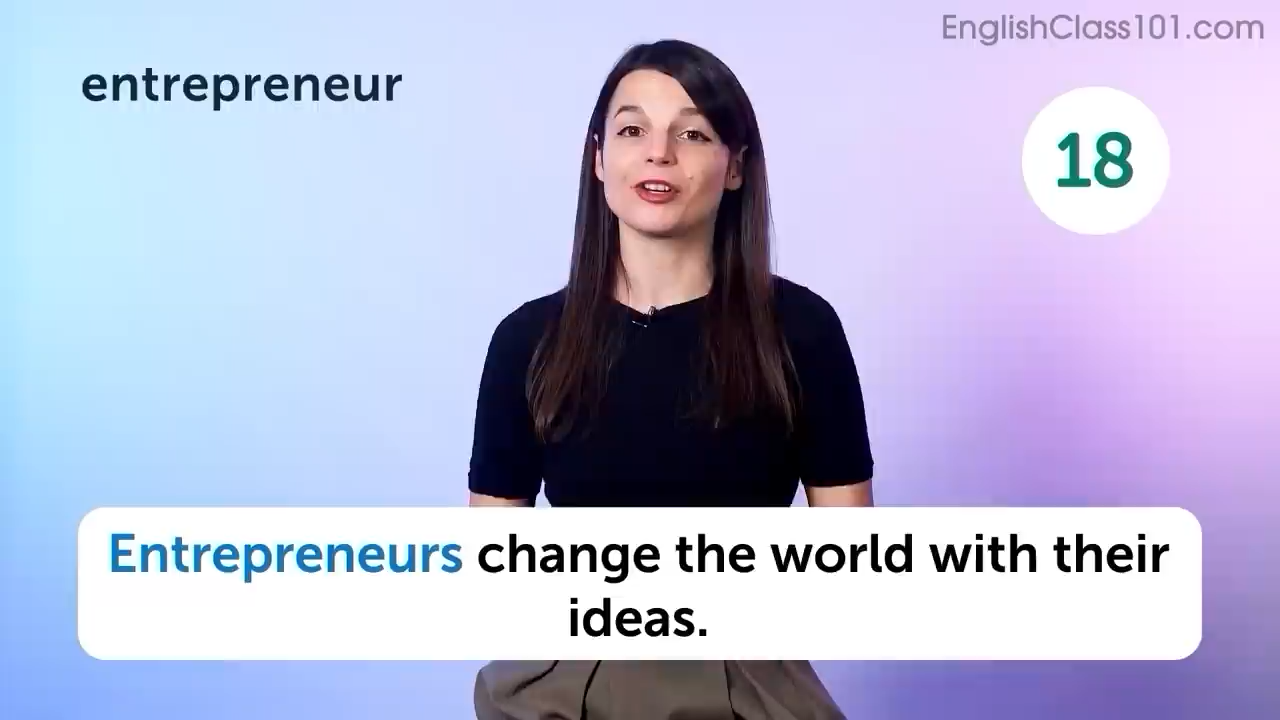 EnglishClass101.com
entrepreneur
18
Entrepreneurs change the world with their
ideas.